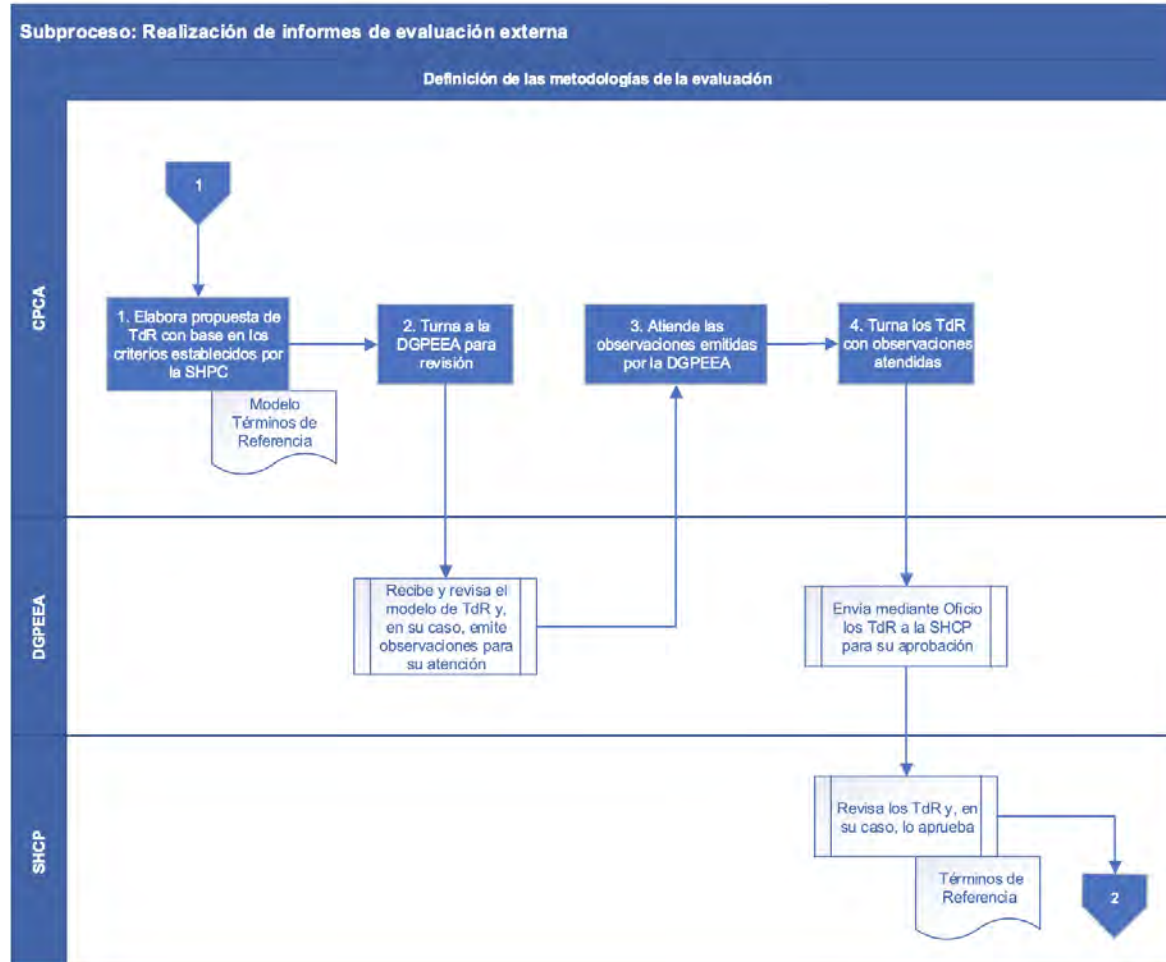 Subproceso: Realización de informes de evaluación externa
Definición de las metodologías de la evaluación
CPCA
1
1. Elabora propuesta de
TdR con base en los
criterios establecidos por
la SHPC
Modelo
Términos de
Referencia
2. Turna a la
DGPEEA para
revisión
3. Atiende las
observaciones emitidas
por la DGPEEA
4. Turna los TdR
con observaciones
atendidas
DGPEEA
Recibe y revisa el
modelo de TdR y,
en su caso, emite
observaciones para
su atención
Envía mediante Oficio
los TdR a la SHCP
para su aprobación
SHCP
Revisa los TdR y, en
su caso, lo aprueba
Términos de
Referencia
2